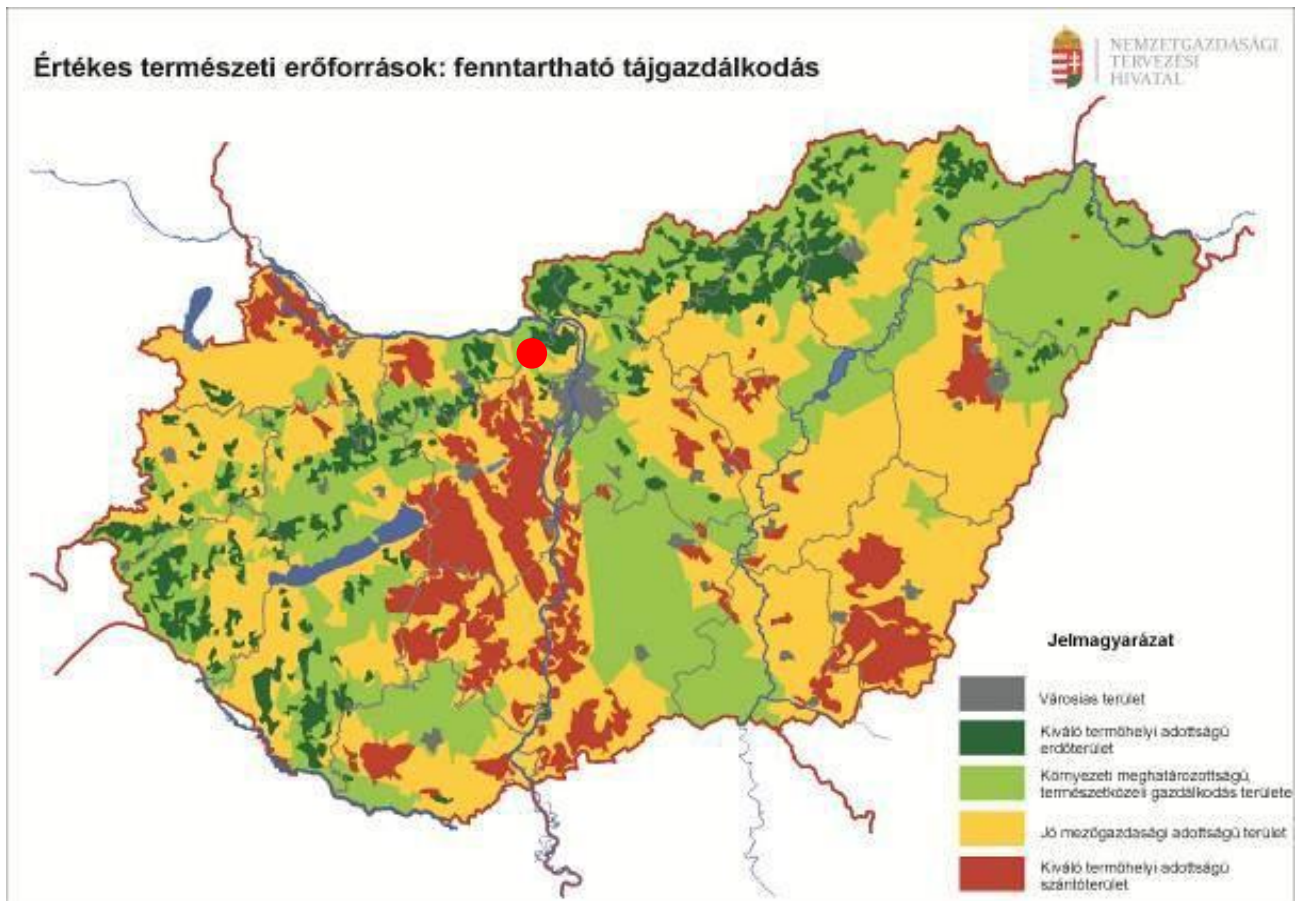 Értékes természeti erőforrások: fenntartható tájgazdálkodás
NEMZETGAZDASÁGI
TERVEZÉSI
HIVATAL
Jelmagyarázat
Városias terület
Kiváló termőhelyi adottságú
erdőterület
Környezeti meghatározottságú,
természetközeli gazdálkodás területe
Jó mezőgazdasági adottságú terület
Kiváló termőhelyi adottságú
szántóterület